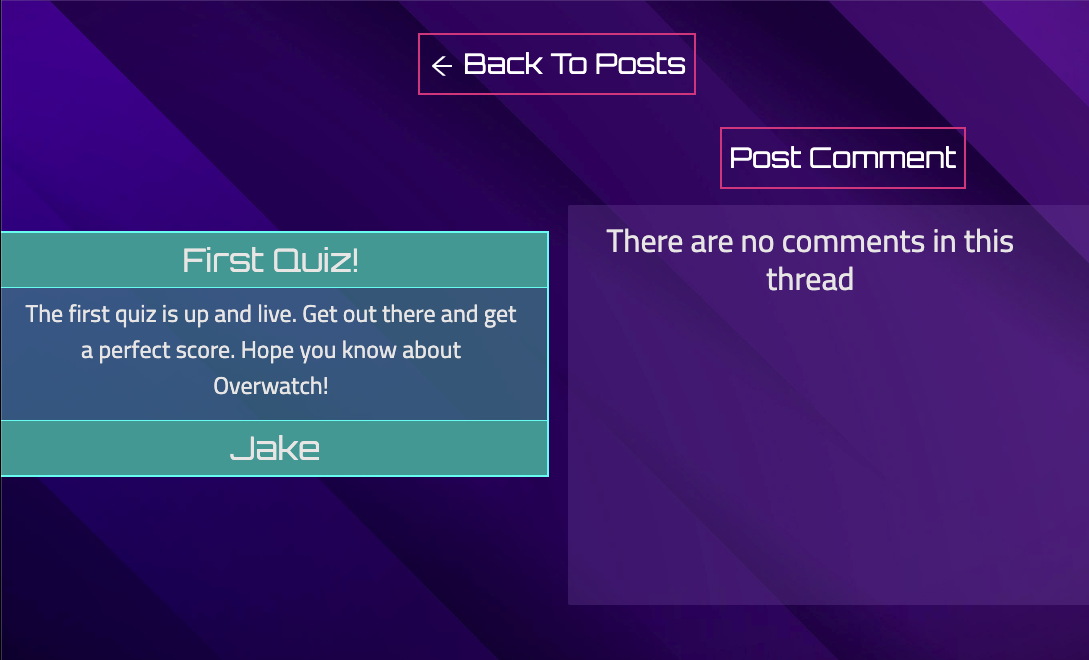 ← Back To Posts
Post Comment
First Quiz!
The first quiz is up and live. Get out there and get
a perfect score. Hope you know about
Overwatch!
Jake
There are no comments in this
thread